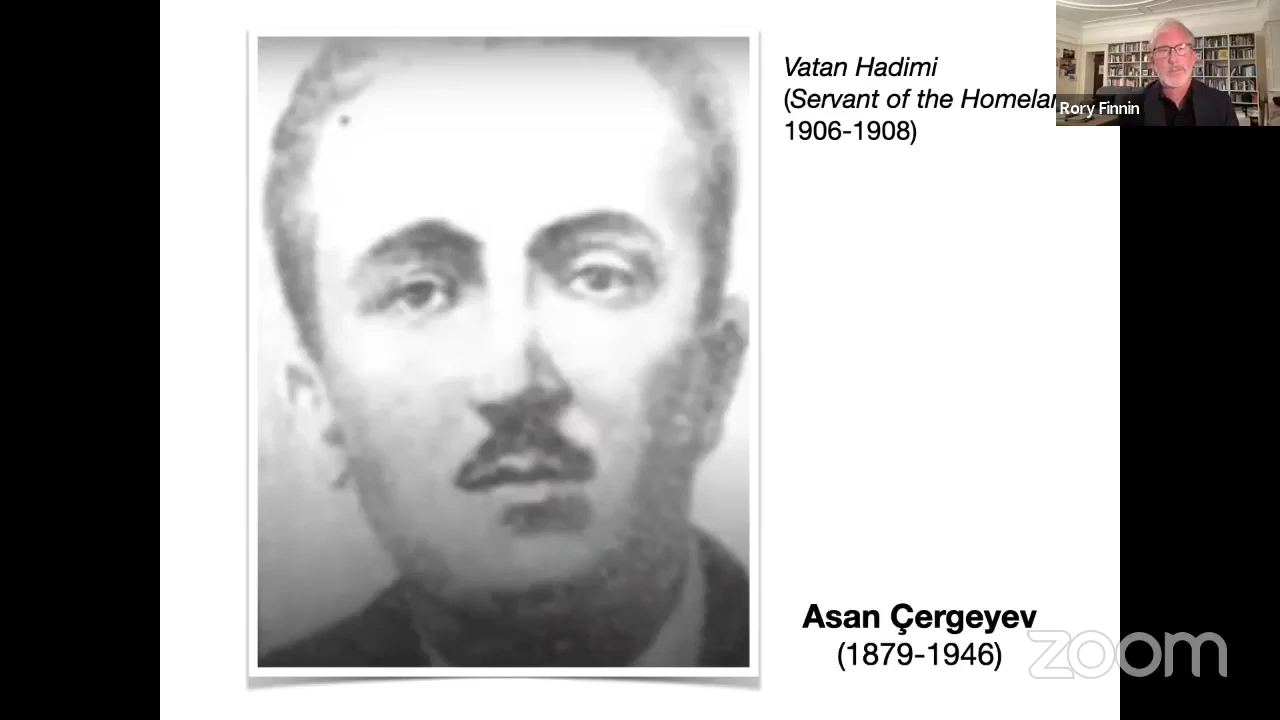 Vatan Hadimi
(Servant of the Homelan
1906-1908)
Rory Finnin
Asan Çergeyev
(1879-1946)
zoom